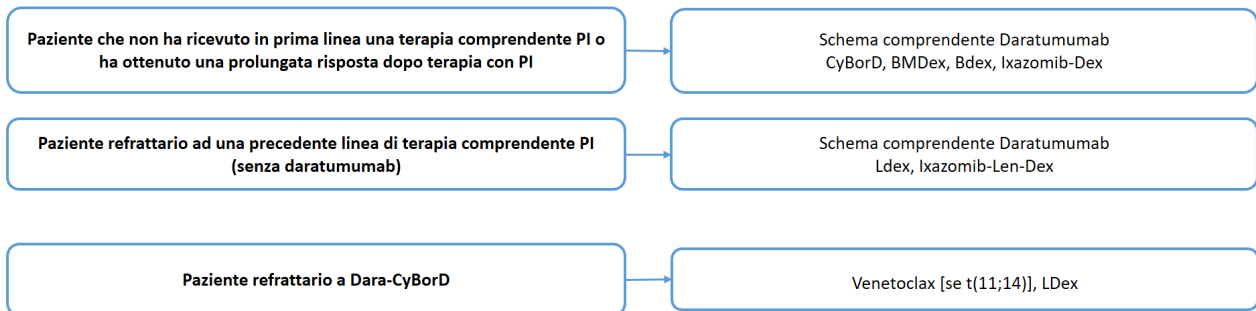 Paziente che non ha ricevuto in prima linea una terapia comprendente PI o
ha ottenuto una prolungata risposta dopo terapia con PI
Schema comprendente Daratumumab
CyBorD, BMDex, Bdex, Ixazomib-Dex
Paziente refrattario ad una precedente linea di terapia comprendente PI
(senza daratumumab)
Schema comprendente Daratumumab
Ldex, Ixazomib-Len-Dex
Paziente refrattario a Dara-CyBorD
Venetoclax [se t(11;14)], LDex